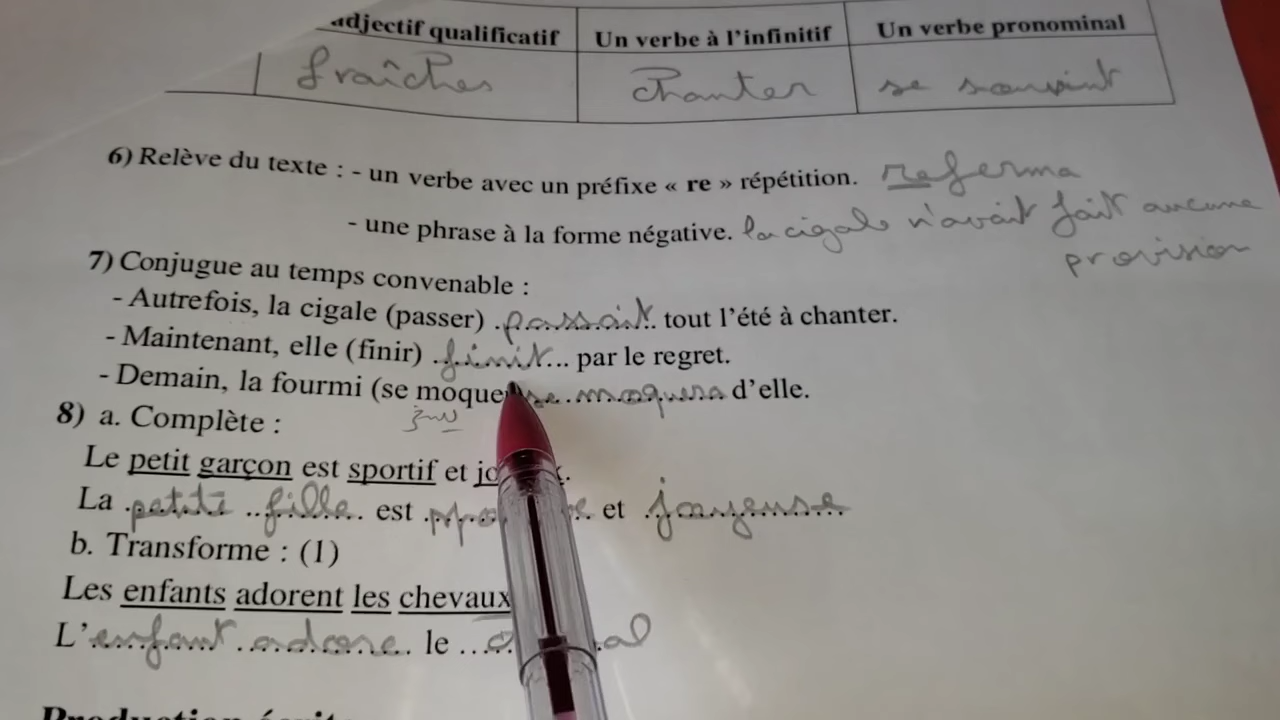 adjectif qualificatif Un verbe à l'infinitif Un verbe pronominal
fraîches chanter se souvint
6) Relève du texte : - un verbe avec un préfixe « re » répétition. referma
- une phrase à la forme négative. la cigale n'avait fait aucune
provision
7) Conjugue au temps convenable :
- Autrefois, la cigale (passer) passait tout l'été à chanter.
- Maintenant, elle (finir) finit par le regret.
- Demain, la fourmi (se moquer) se moquera d'elle.
8) a. Complète :
Le petit garçon est sportif et
La petite fille est et joyeuse
b. Transforme : (1)
Les enfants adorent les chevaux
L'enfant adore le